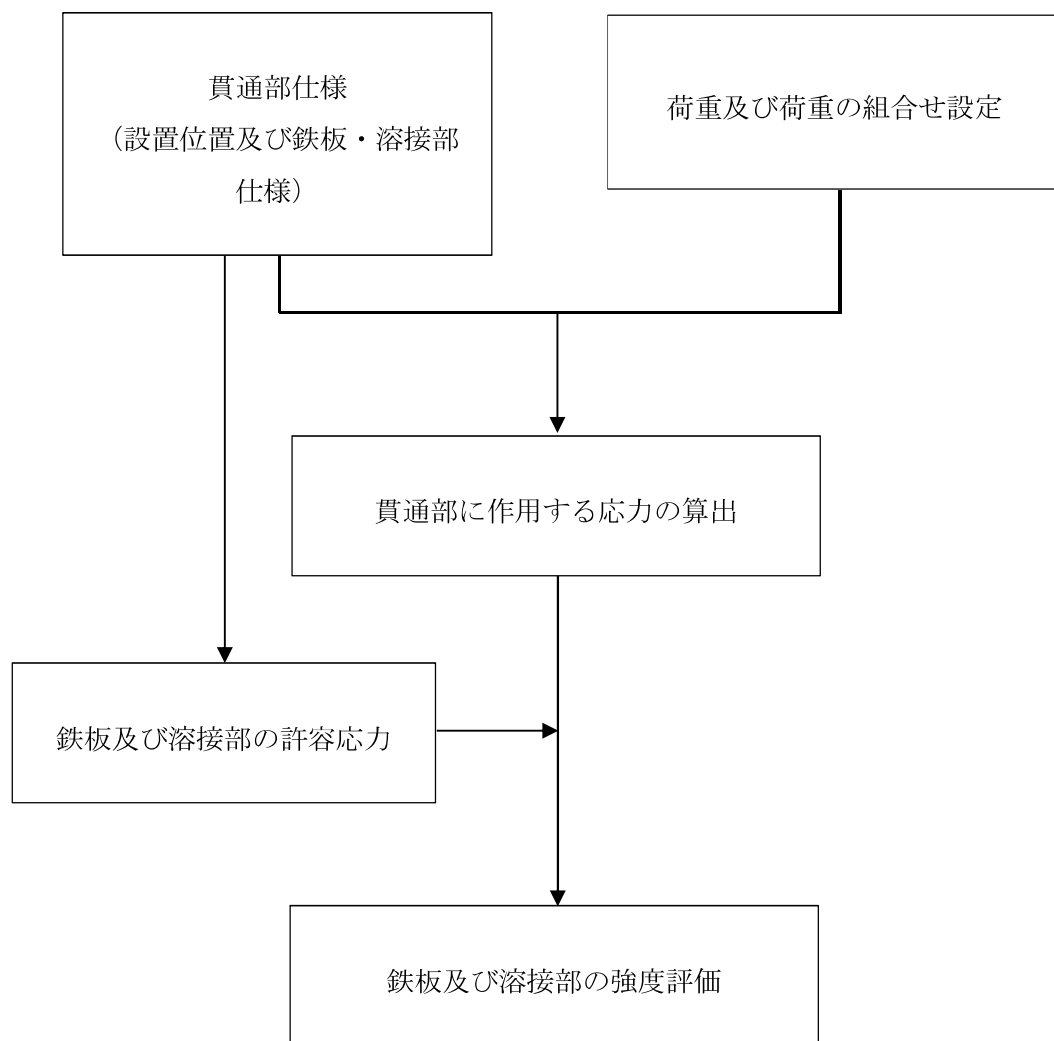 貫通部仕様
（設置位置及び鉄板・溶接部
仕様）
荷重及び荷重の組合せ設定
貫通部に作用する応力の算出
鉄板及び溶接部の許容応力
鉄板及び溶接部の強度評価